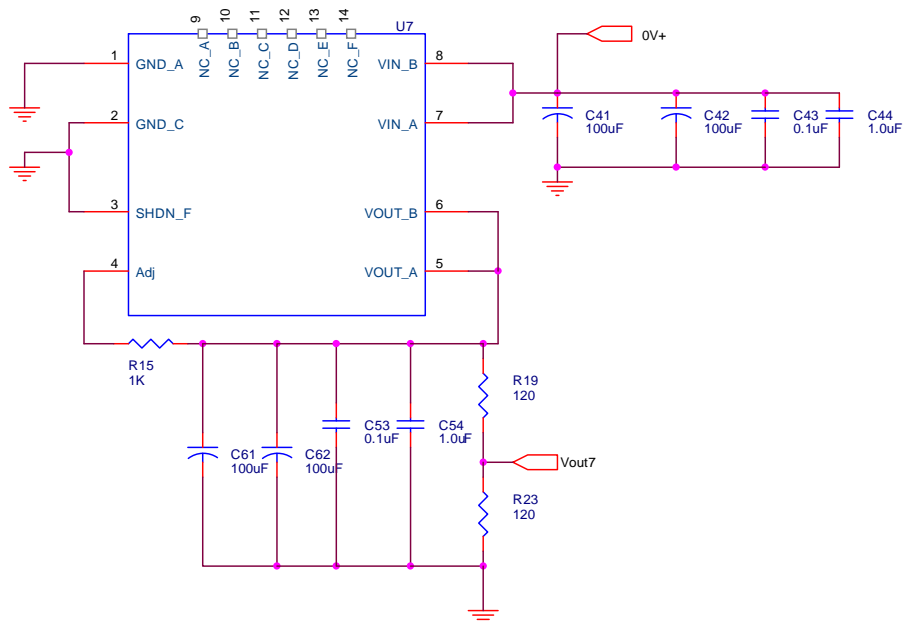 9
10
11
12
13
14
U7
NC_A
NC_B
NC_C
NC_D
NC_E
NC_F
0V+
1
GND_A
VIN_B
8
2
GND_C
VIN_A
7
C41
100uF
C42
100uF
C43
0.1uF
C44
1.0uF
3
SHDN_F
VOUT_B
6
4
Adj
VOUT_A
5
R15
1K
R19
120
C61
100uF
C62
100uF
C53
0.1uF
C54
1.0uF
Vout7
R23
120